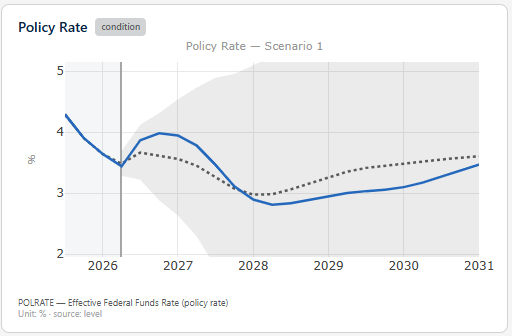 Policy Rate condition
Policy Rate — Scenario 1
5
4
%
3
2
2026 2027 2028 2029 2030 2031
POLRATE — Effective Federal Funds Rate (policy rate)
Unit: % · source: level